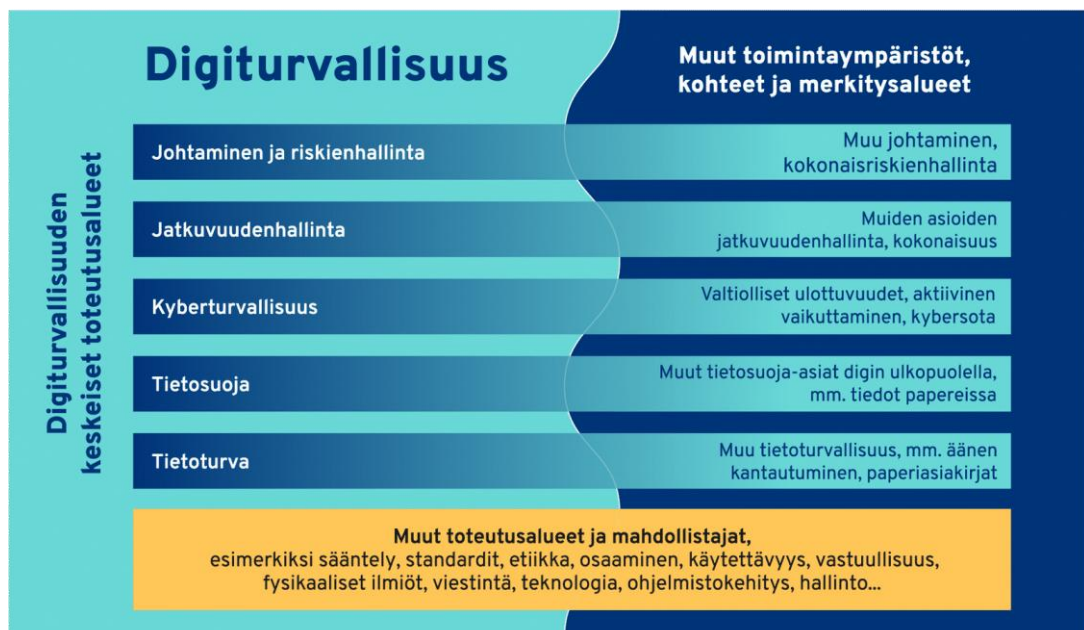 Digiturvallisuus
Muut toimintaympäristöt,
kohteet ja merkitysalueet
Digiturvallisuuden
keskeiset toteutusalueet
Johtaminen ja riskienhallinta
Muu johtaminen,
kokonaisriskienhallinta
Jatkuvuudenhallinta
Muiden asioiden
jatkuvuudenhallinta, kokonaisuus
Kyberturvallisuus
Valtiolliset ulottuvuudet, aktiivinen
vaikuttaminen, kybersota
Tietosuoja
Muut tietosuoja-asiat digin ulkopuolella,
mm. tiedot papereissa
Tietoturva
Muu tietoturvallisuus, mm. äänen
kantautuminen, paperiasiakirjat
Muut toteutusalueet ja mahdollistajat,
esimerkiksi sääntely, standardit, etiikka, osaaminen, käytettävyys, vastuullisuus,
fysikaaliset ilmiöt, viestintä, teknologia, ohjelmistokehitys, hallinto...